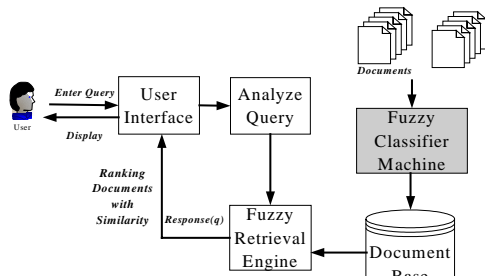 Documents
Enter Query
User
Interface
Analyze
Query
User
Display
Fuzzy
Classifier
Machine
Ranking
Documents
with
Similarity
Response(q)
Fuzzy
Retrieval
Engine
Document
Base